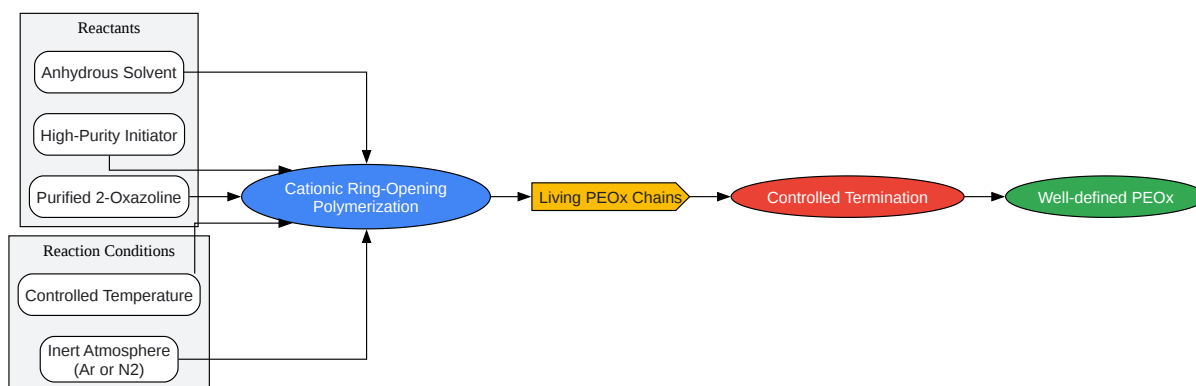 Reactants
Anhydrous Solvent
High-Purity Initiator
Purified 2-Oxazoline
Reaction Conditions
Controlled Temperature
Inert Atmosphere
(Ar or N2)
Cationic Ring-Opening
Polymerization
Living PEOx Chains
Controlled Termination
Well-defined PEOx